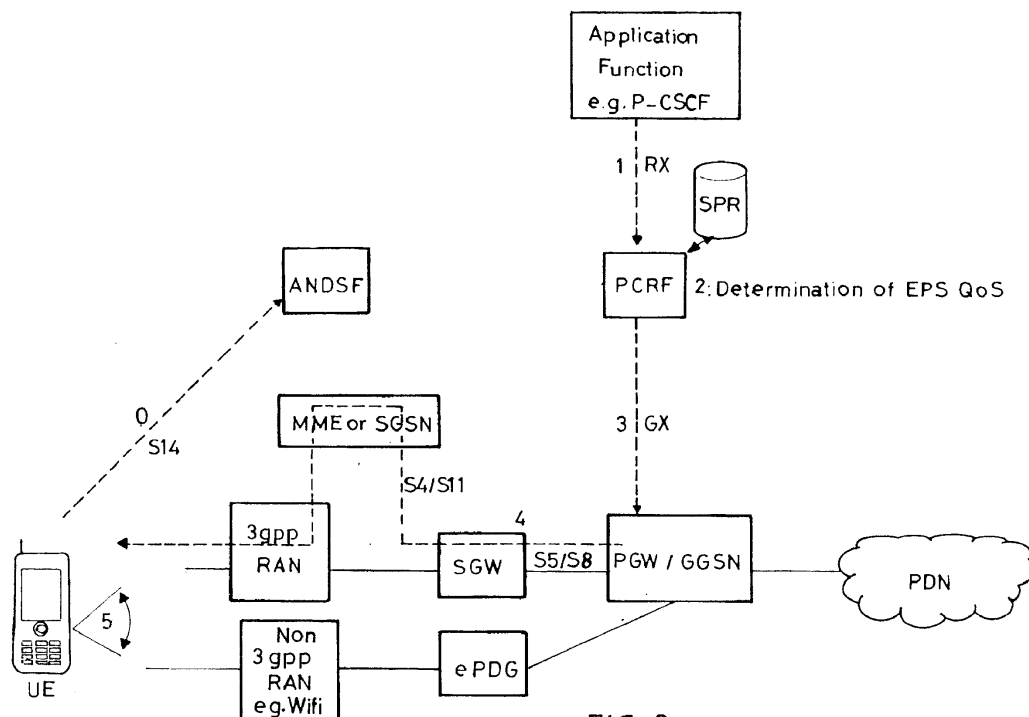 Application
Function
e.g. P-CSCF
1 RX
SPR
ANDSF
PCRF
2:Determination of EPS QoS
0
S14
MME or SGSN
3 GX
S4/S11
4
3gpp
RAN
SGW
S5/S8
PGW / GGSN
PDN
5
UE
Non
3gpp
RAN
eg.Wifi
ePDG